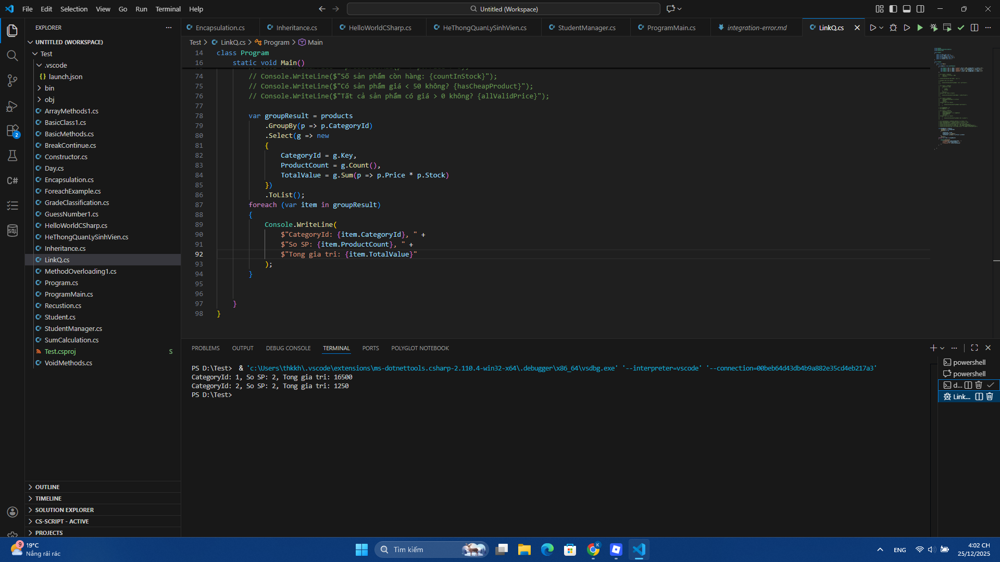 File Edit Selection View Go Run Terminal Help
Untitled (Workspace)
EXPLORER
UNTITLED (WORKSPACE)
Test
.vscode
launch.json
bin
obj
ArrayMethods1.cs
BasicClass1.cs
BasicMethods.cs
BreakContinue.cs
Constructor.cs
Day.cs
Encapsulation.cs
ForeachExample.cs
GradeClassification.cs
GuessNumber1.cs
HelloWorldCSharp.cs
HeThongQuanLySinhVien.cs
Inheritance.cs
LinkQ.cs
MethodOverloading1.cs
Program.cs
ProgramMain.cs
Recustion.cs
Student.cs
StudentManager.cs
SumCalculation.cs
Test.csproj S
VoidMethods.cs
OUTLINE
TIMELINE
SOLUTION EXPLORER
CS-SCRIPT - ACTIVE
PROJECTS
2
Encapsulation.cs Inheritance.cs HelloWorldCSharp.cs HeThongQuanLySinhVien.cs StudentManager.cs ProgramMain.cs integration-error.md LinkQ.cs
Test > LinkQ.cs > Program > Main
14 class Program
16 static void Main()
74 // Console.WriteLine($"Số sản phẩm còn hàng: {countInStock}");
75 // Console.WriteLine($"Có sản phẩm giá < 50 không? {hasCheapProduct}");
76 // Console.WriteLine($"Tất cả sản phẩm có giá > 0 không? {allValidPrice}");
77
78 var groupResult = products
79 .GroupBy(p => p.CategoryId)
80 .Select(g => new
81 {
82 CategoryId = g.Key,
83 ProductCount = g.Count(),
84 TotalValue = g.Sum(p => p.Price * p.Stock)
85 })
86 .ToList();
87 foreach (var item in groupResult)
88 {
89 Console.WriteLine(
90 $"CategoryId: {item.CategoryId}, " +
91 $"So SP: {item.ProductCount}, " +
92 $"Tong gia tri: {item.TotalValue}"
93 );
94 }
95
96
97 }
98 }
PROBLEMS OUTPUT DEBUG CONSOLE TERMINAL PORTS POLYGLOT NOTEBOOK
PS D:\Test> & 'c:\Users\thkkh\.vscode\extensions\ms-dotnettools.csharp-2.110.4-win32-x64\.debugger\x86_64\vsdbg.exe' '--interpreter=vscode' '--connection=00beb64d43db4b9a882e35cd4eb217a3'
CategoryId: 1, So SP: 2, Tong gia tri: 16500
CategoryId: 2, So SP: 2, Tong gia tri: 1250
PS D:\Test>
powershell
powershell
d...
Link...
9
19°C
Nắng rải rác
Tìm kiếm
K
ENG
4:02 CH
25/12/2025